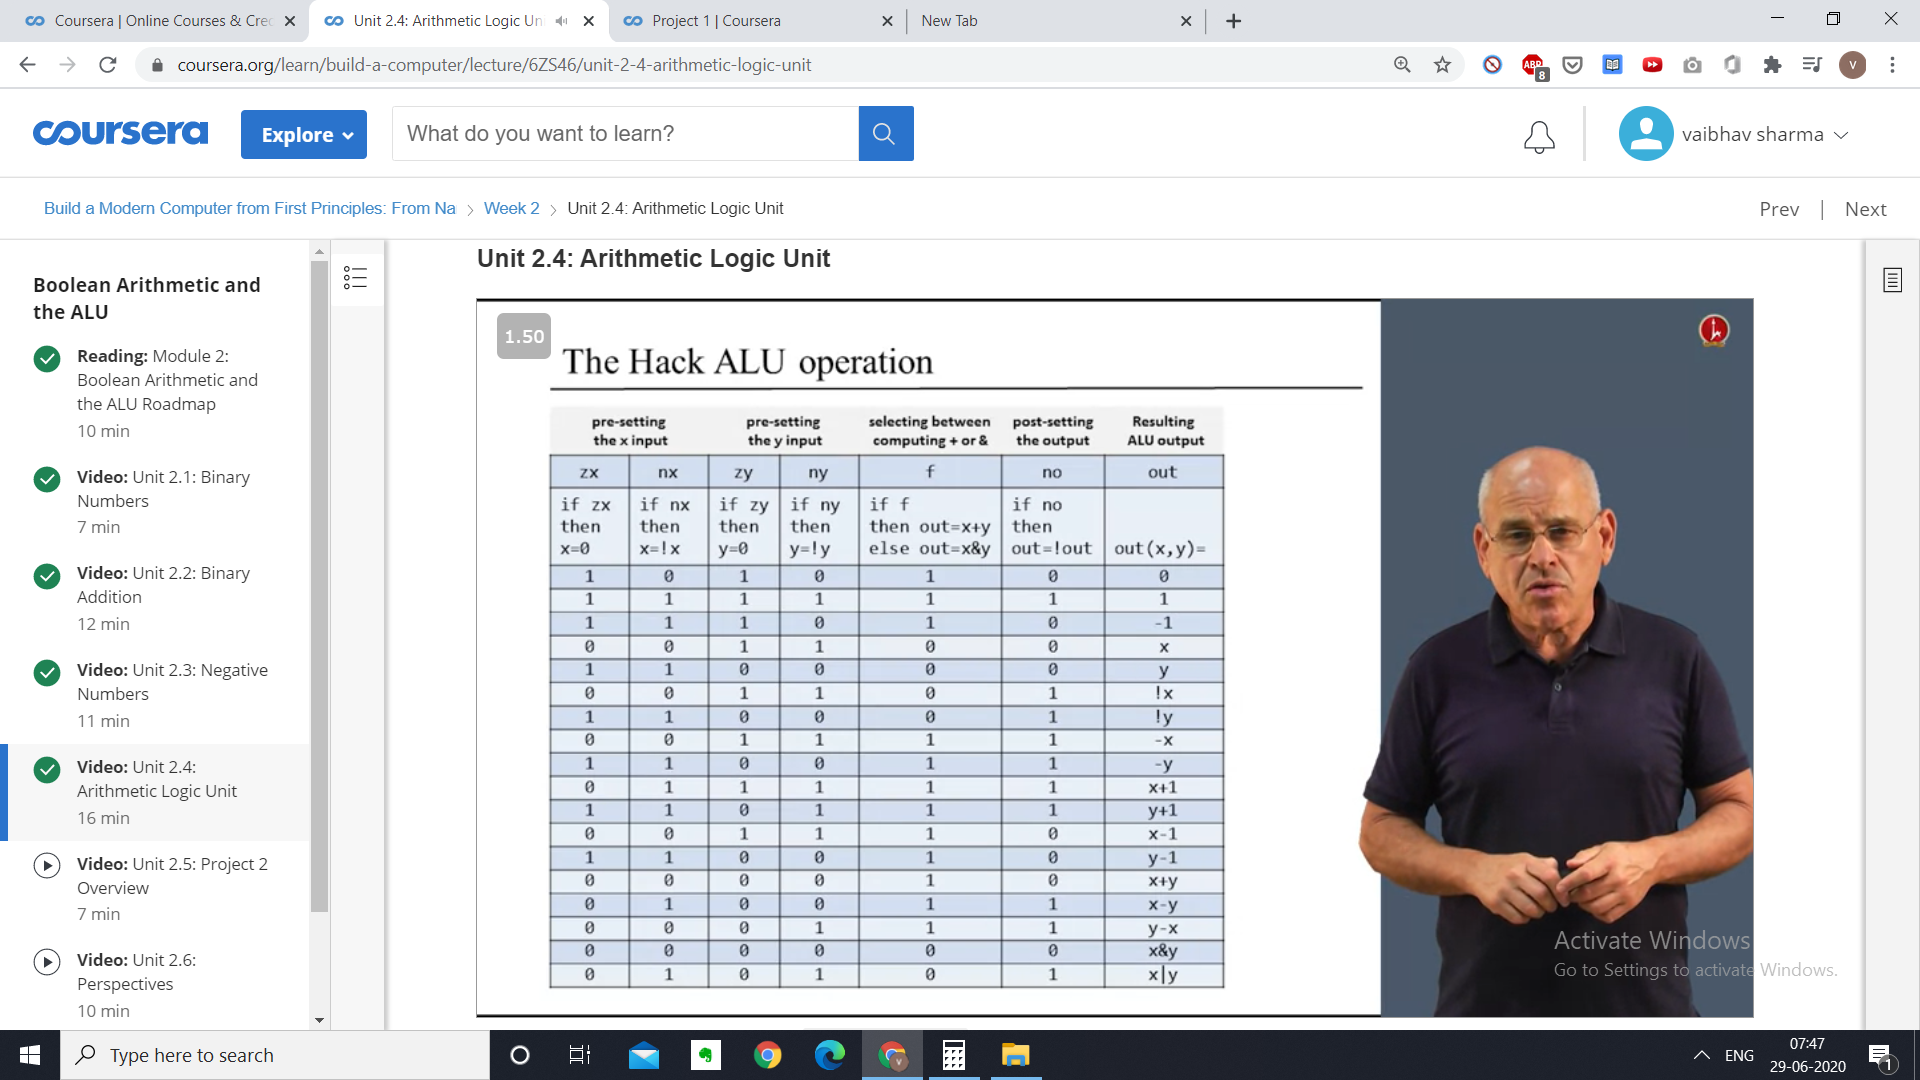 Coursera | Online Courses & Cred
Unit 2.4: Arithmetic Logic Un
Project 1 | Coursera
New Tab
coursera.org/learn/build-a-computer/lecture/6ZS46/unit-2-4-arithmetic-logic-unit
ABP
8
V
coursera
Explore
What do you want to learn?
vaibhav sharma
Build a Modern Computer from First Principles: From Na
Week 2
Unit 2.4: Arithmetic Logic Unit
Prev | Next
Boolean Arithmetic and
the ALU
Reading: Module 2:
Boolean Arithmetic and
the ALU Roadmap
10 min
Video: Unit 2.1: Binary
Numbers
7 min
Video: Unit 2.2: Binary
Addition
12 min
Video: Unit 2.3: Negative
Numbers
11 min
Video: Unit 2.4:
Arithmetic Logic Unit
16 min
Video: Unit 2.5: Project 2
Overview
7 min
Video: Unit 2.6:
Perspectives
10 min
Unit 2.4: Arithmetic Logic Unit
1.50
The Hack ALU operation
pre-setting pre-setting selecting between post-setting Resulting
the x input the y input computing + or & the output ALU output
zx nx zy ny f no out
if zx if nx if zy if ny if f if no
then then then then then out=x+y then
x=0 x=!x y=0 y=!y else out=x&y out=!out out(x,y)=
1 0 1 0 1 0 0
1 1 1 1 1 1 1
1 1 1 0 1 0 -1
0 0 1 1 0 0 x
1 1 0 0 0 0 y
0 0 1 1 0 1 !x
1 1 0 0 0 1 !y
0 0 1 1 1 1 -x
1 1 0 0 1 1 -y
0 1 1 1 1 1 x+1
1 1 0 1 1 1 y+1
0 0 1 1 1 0 x-1
1 1 0 0 1 0 y-1
0 0 0 0 1 0 x+y
0 1 0 0 1 1 x-y
0 0 0 1 1 1 y-x
0 0 0 0 0 0 x&y
0 1 0 1 0 1 x|y
Activate Windows
Go to Settings to activate Windows.
Type here to search
V
ENG
07:47
29-06-2020
1